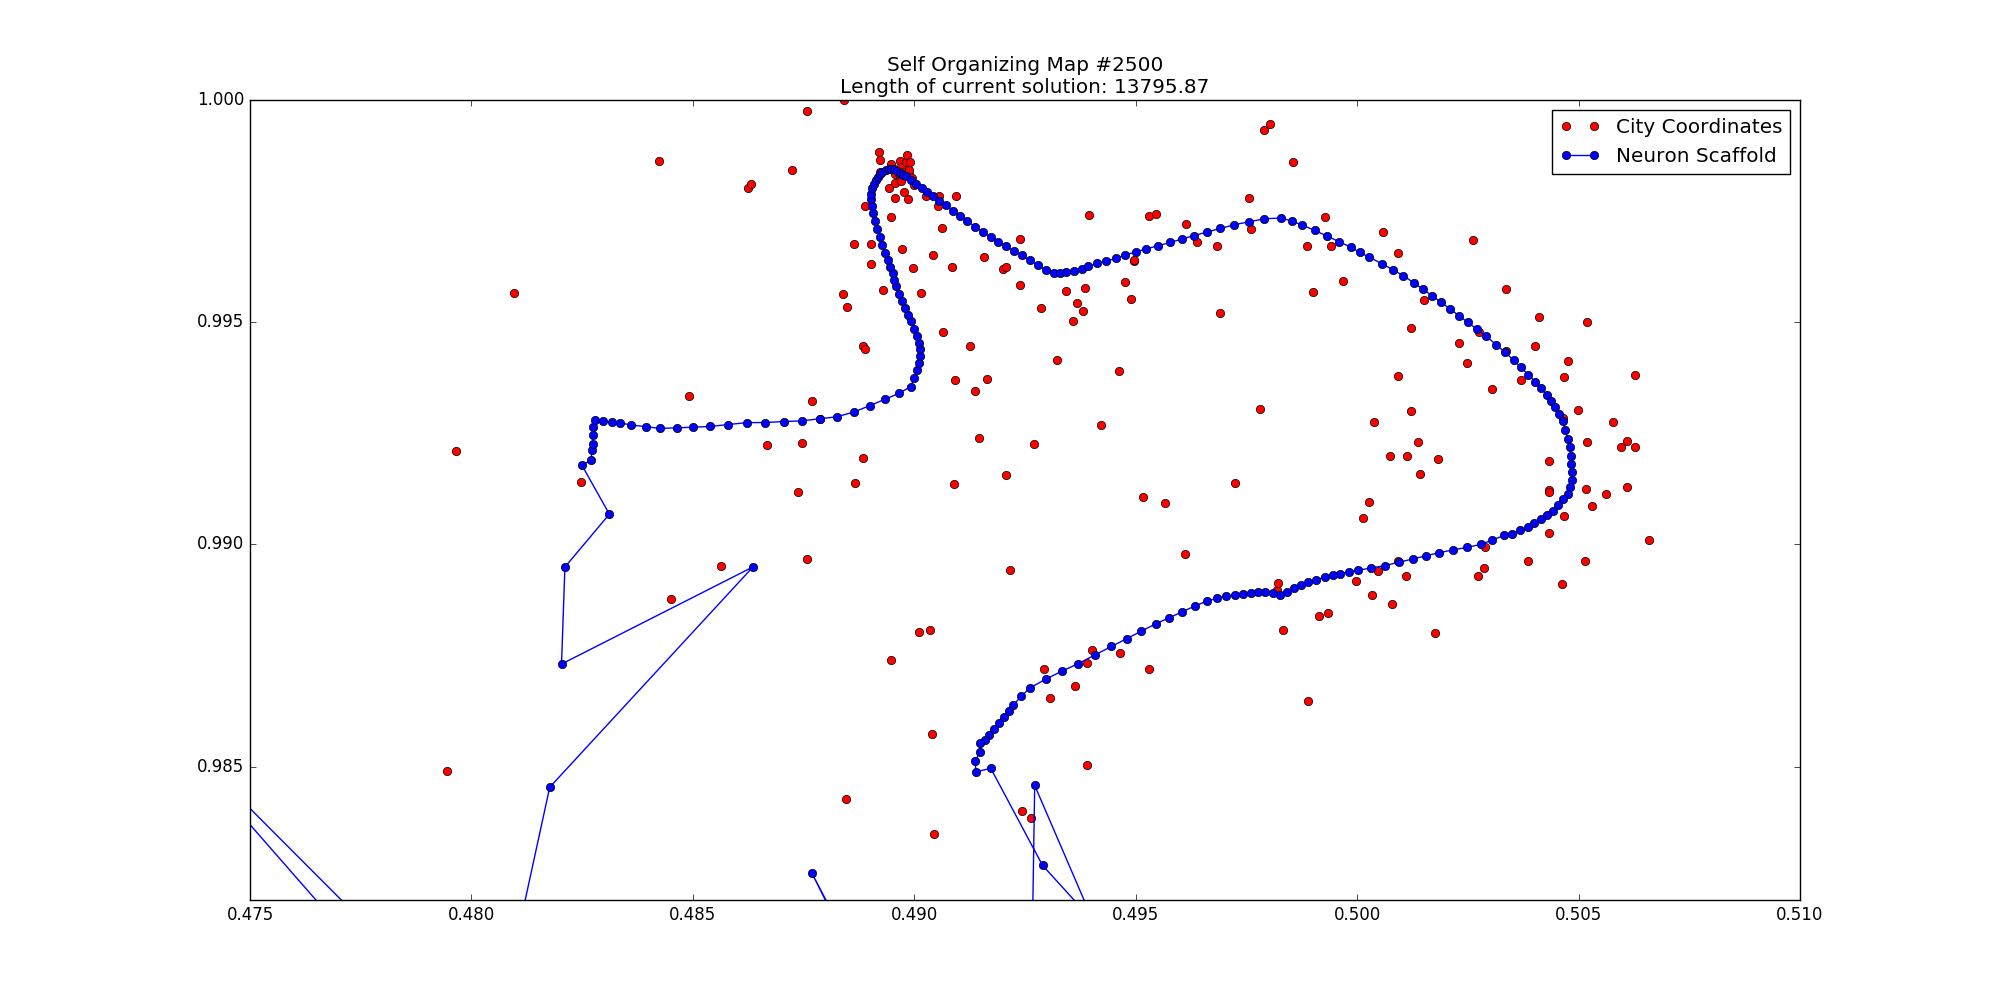 Self Organizing Map #2500
Length of current solution: 13795.87
1.000
0.995
0.990
0.985
0.475 0.480 0.485 0.490 0.495 0.500 0.505 0.510
City Coordinates
Neuron Scaffold